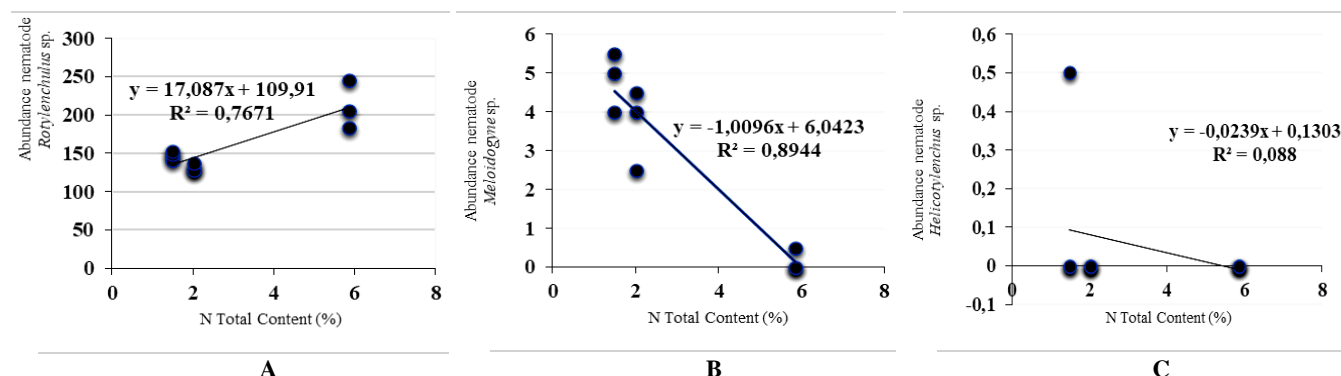 Abundance nematode
Rotylenchulus sp.
300
250
200
150
100
50
0
y = 17,087x + 109,91
R² = 0,7671
0 2 4 6 8
N Total Content (%)
A
Abundance nematode
Meloidogne sp.
6
5
4
3
2
1
0
y = -1,0096x + 6,0423
R² = 0,8944
0 2 4 6 8
N Total Content (%)
B
Abundance nematode
Helicotylenchus sp.
0,6
0,5
0,4
0,3
0,2
0,1
0
-0,1
y = -0,0239x + 0,1303
R² = 0,088
0 2 4 6 8
N Total Content (%)
C